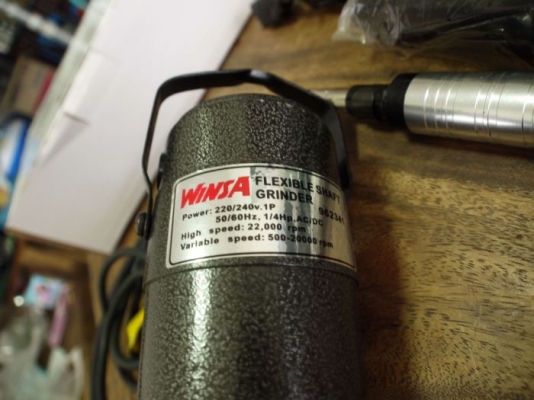 WINSA FLEXIBLE SHAFT
GRINDER
Power: 220/240v.1P
50/60Hz, 1/4Hp,AC/DC
High speed: 22,000 rpm
Variable speed: 500-20000 rpm